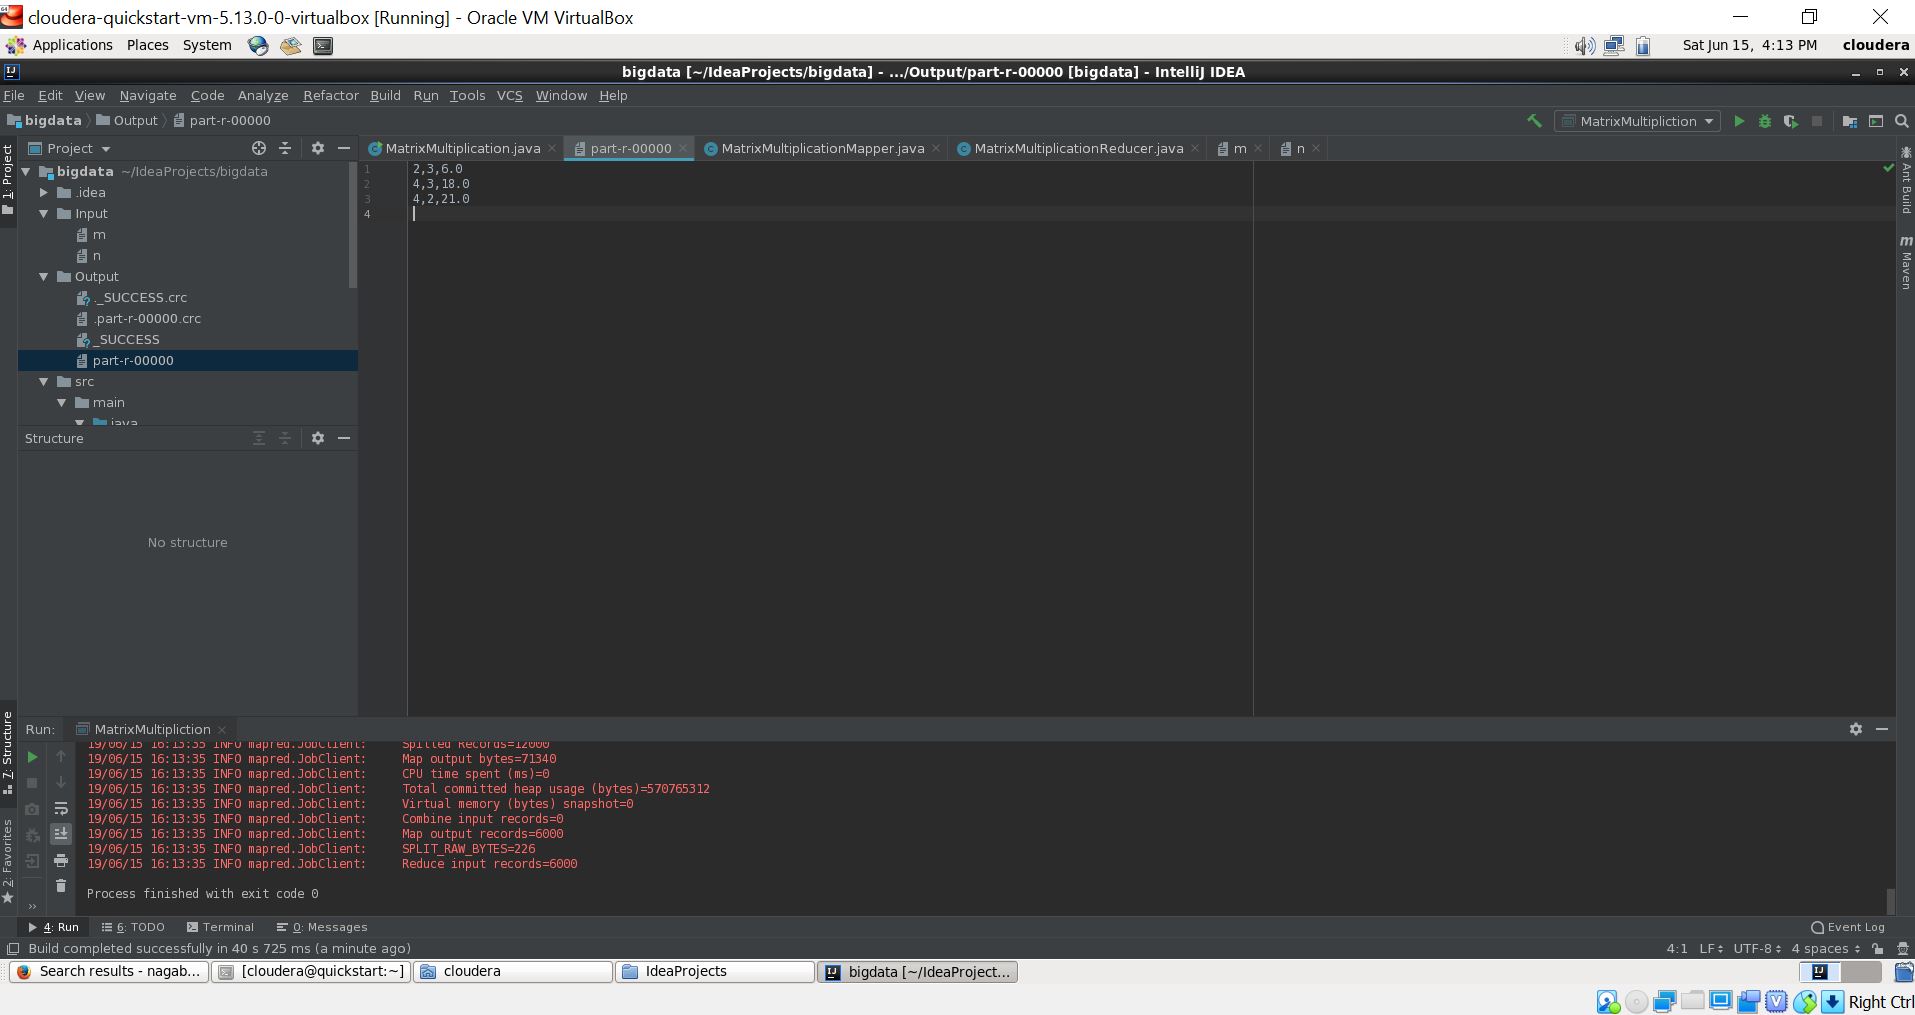 cloudera-quickstart-vm-5.13.0-0-virtualbox [Running] - Oracle VM VirtualBox
Applications Places System Sat Jun 15, 4:13 PM cloudera
bigdata [~/IdeaProjects/bigdata] - .../Output/part-r-00000 [bigdata] - IntelliJ IDEA
File Edit View Navigate Code Analyze Refactor Build Run Tools VCS Window Help
bigdata Output part-r-00000 MatrixMultipliction
Project MatrixMultiplication.java part-r-00000 MatrixMultiplicationMapper.java MatrixMultiplicationReducer.java m n
1: Project
bigdata ~/IdeaProjects/bigdata
.idea
Input
m
n
Output
._SUCCESS.crc
.part-r-00000.crc
_SUCCESS
part-r-00000
src
main
java
1 2,3,6.0
2 4,3,18.0
3 4,2,21.0
4
Ant Build
m Maven
Structure
No structure
7: Structure
2: Favorites
Run: MatrixMultipliction
19/06/15 16:13:35 INFO mapred.JobClient: Spilled Records=12000
19/06/15 16:13:35 INFO mapred.JobClient: Map output bytes=71340
19/06/15 16:13:35 INFO mapred.JobClient: CPU time spent (ms)=0
19/06/15 16:13:35 INFO mapred.JobClient: Total committed heap usage (bytes)=570765312
19/06/15 16:13:35 INFO mapred.JobClient: Virtual memory (bytes) snapshot=0
19/06/15 16:13:35 INFO mapred.JobClient: Combine input records=0
19/06/15 16:13:35 INFO mapred.JobClient: Map output records=6000
19/06/15 16:13:35 INFO mapred.JobClient: SPLIT_RAW_BYTES=226
19/06/15 16:13:35 INFO mapred.JobClient: Reduce input records=6000
Process finished with exit code 0
4: Run 6: TODO Terminal 0: Messages Event Log
Build completed successfully in 40 s 725 ms (a minute ago) 4:1 LF UTF-8 4 spaces
Search results - nagab... [cloudera@quickstart:~] cloudera IdeaProjects bigdata [~/IdeaProject...
Right Ctrl